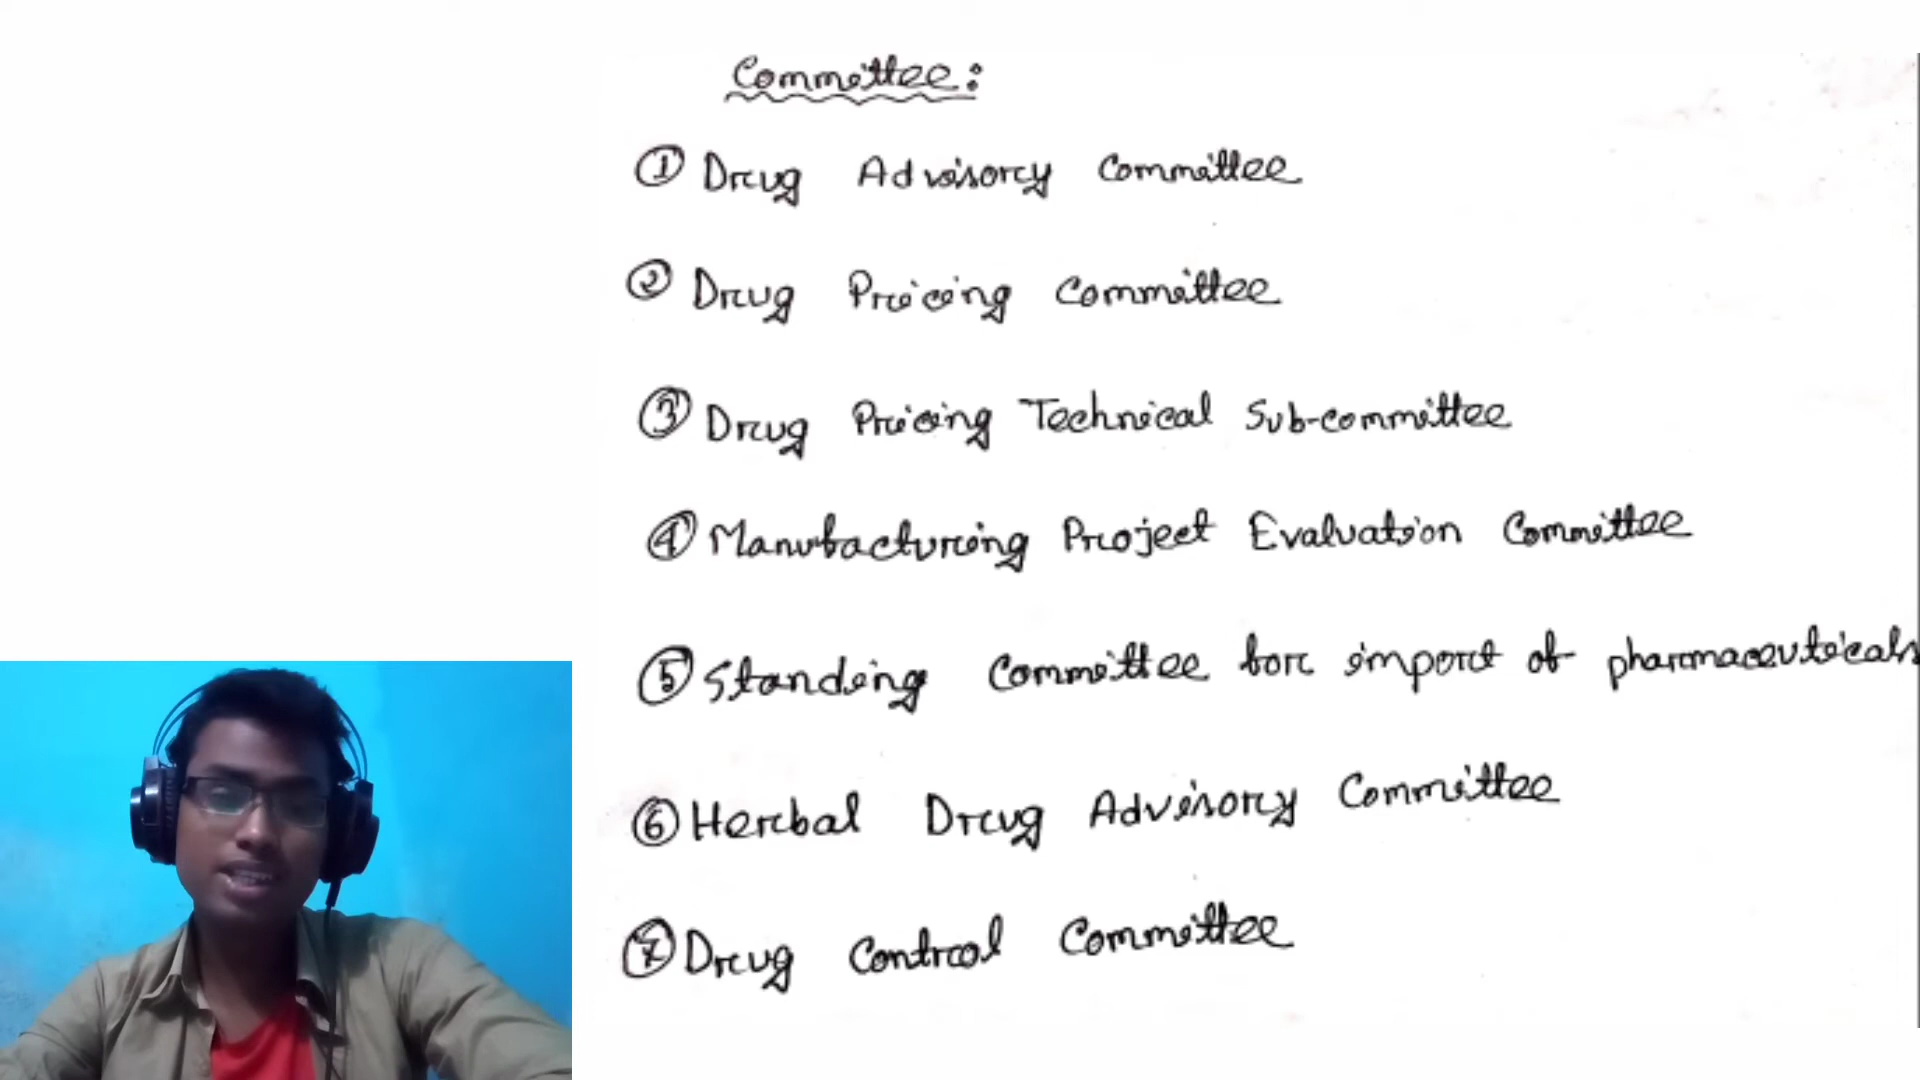 Committee:
① Drug Advisory Committee
② Drug Pricing Committee
③ Drug Pricing Technical Sub-committee
④ Manufacturing Project Evaluation Committee
⑤ Standing Committee for import of pharmaceuticals
⑥ Herbal Drug Advisory Committee
⑦ Drug Control Committee